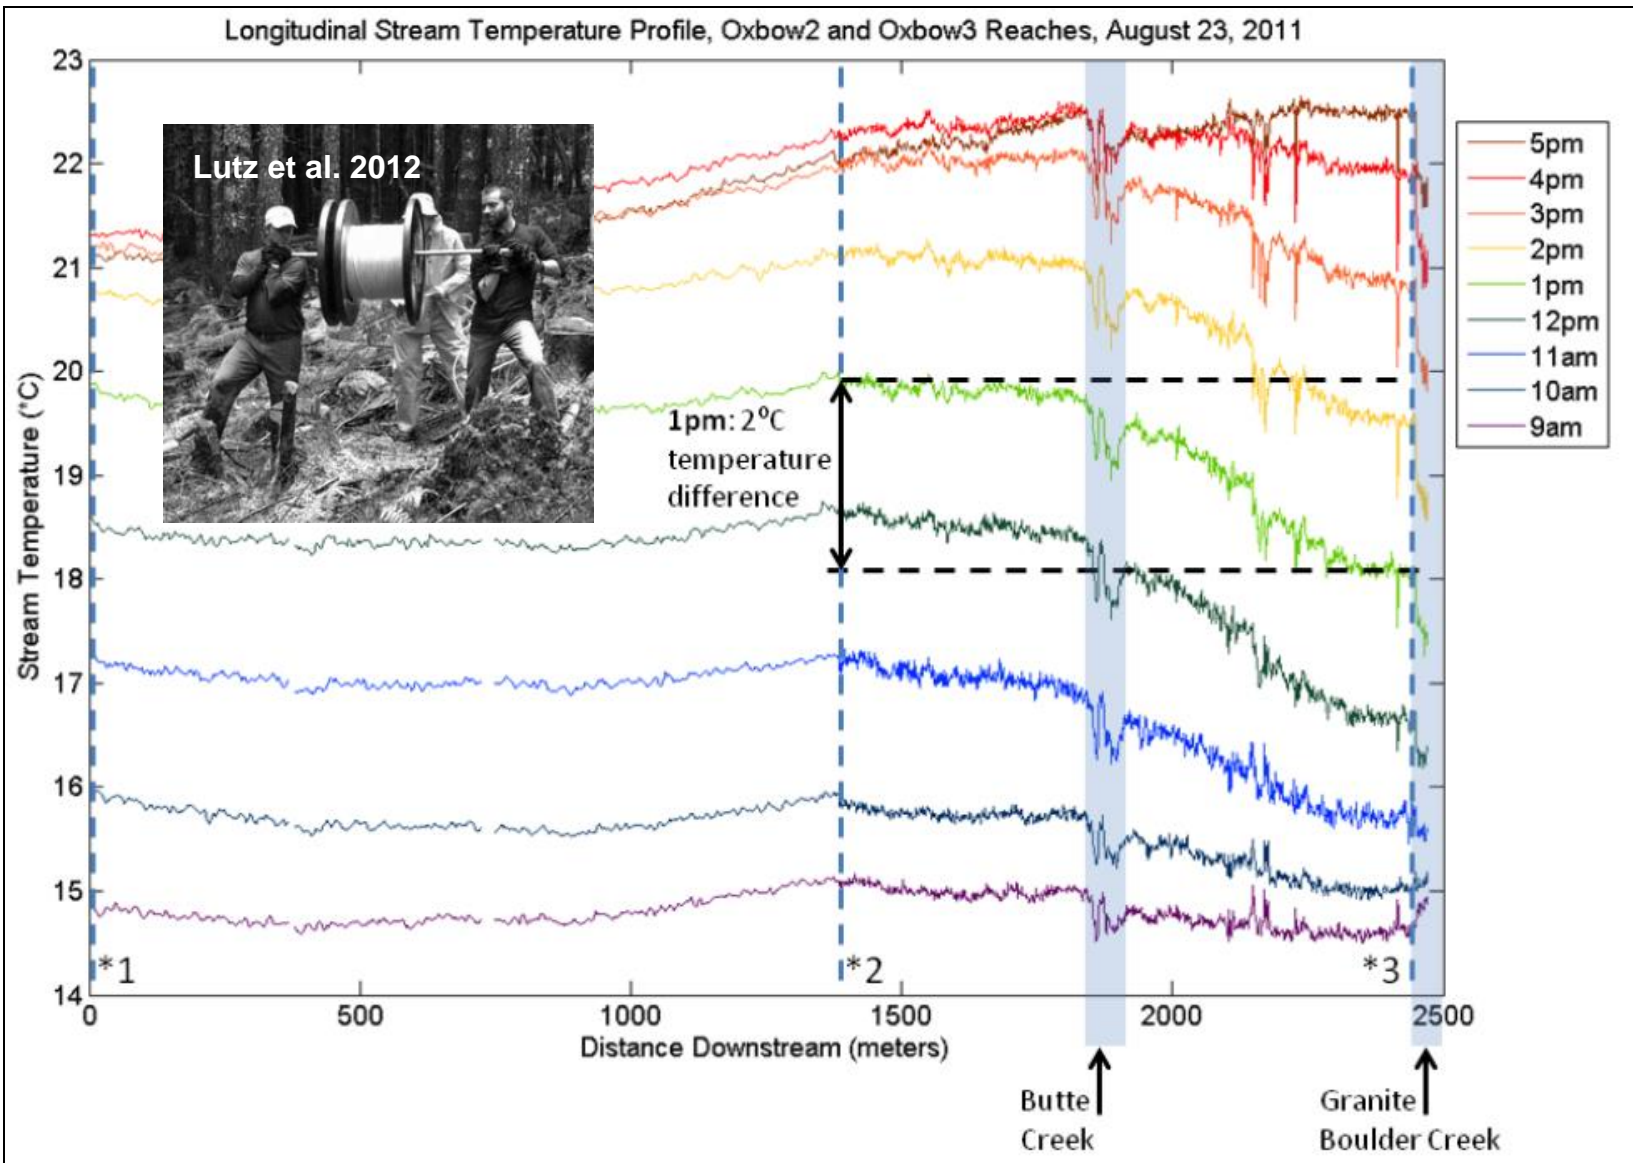 Longitudinal Stream Temperature Profile, Oxbow2 and Oxbow3 Reaches, August 23, 2011
Lutz et al. 2012
Stream Temperature (°C)
23
22
21
20
19
18
17
16
15
14
5pm
4pm
3pm
2pm
1pm
12pm
11am
10am
9am
1pm: 2⁰C
temperature
difference
*1
*2
*3
0
500
1000
1500
2000
2500
Distance Downstream (meters)
Butte
Creek
Granite
Boulder Creek